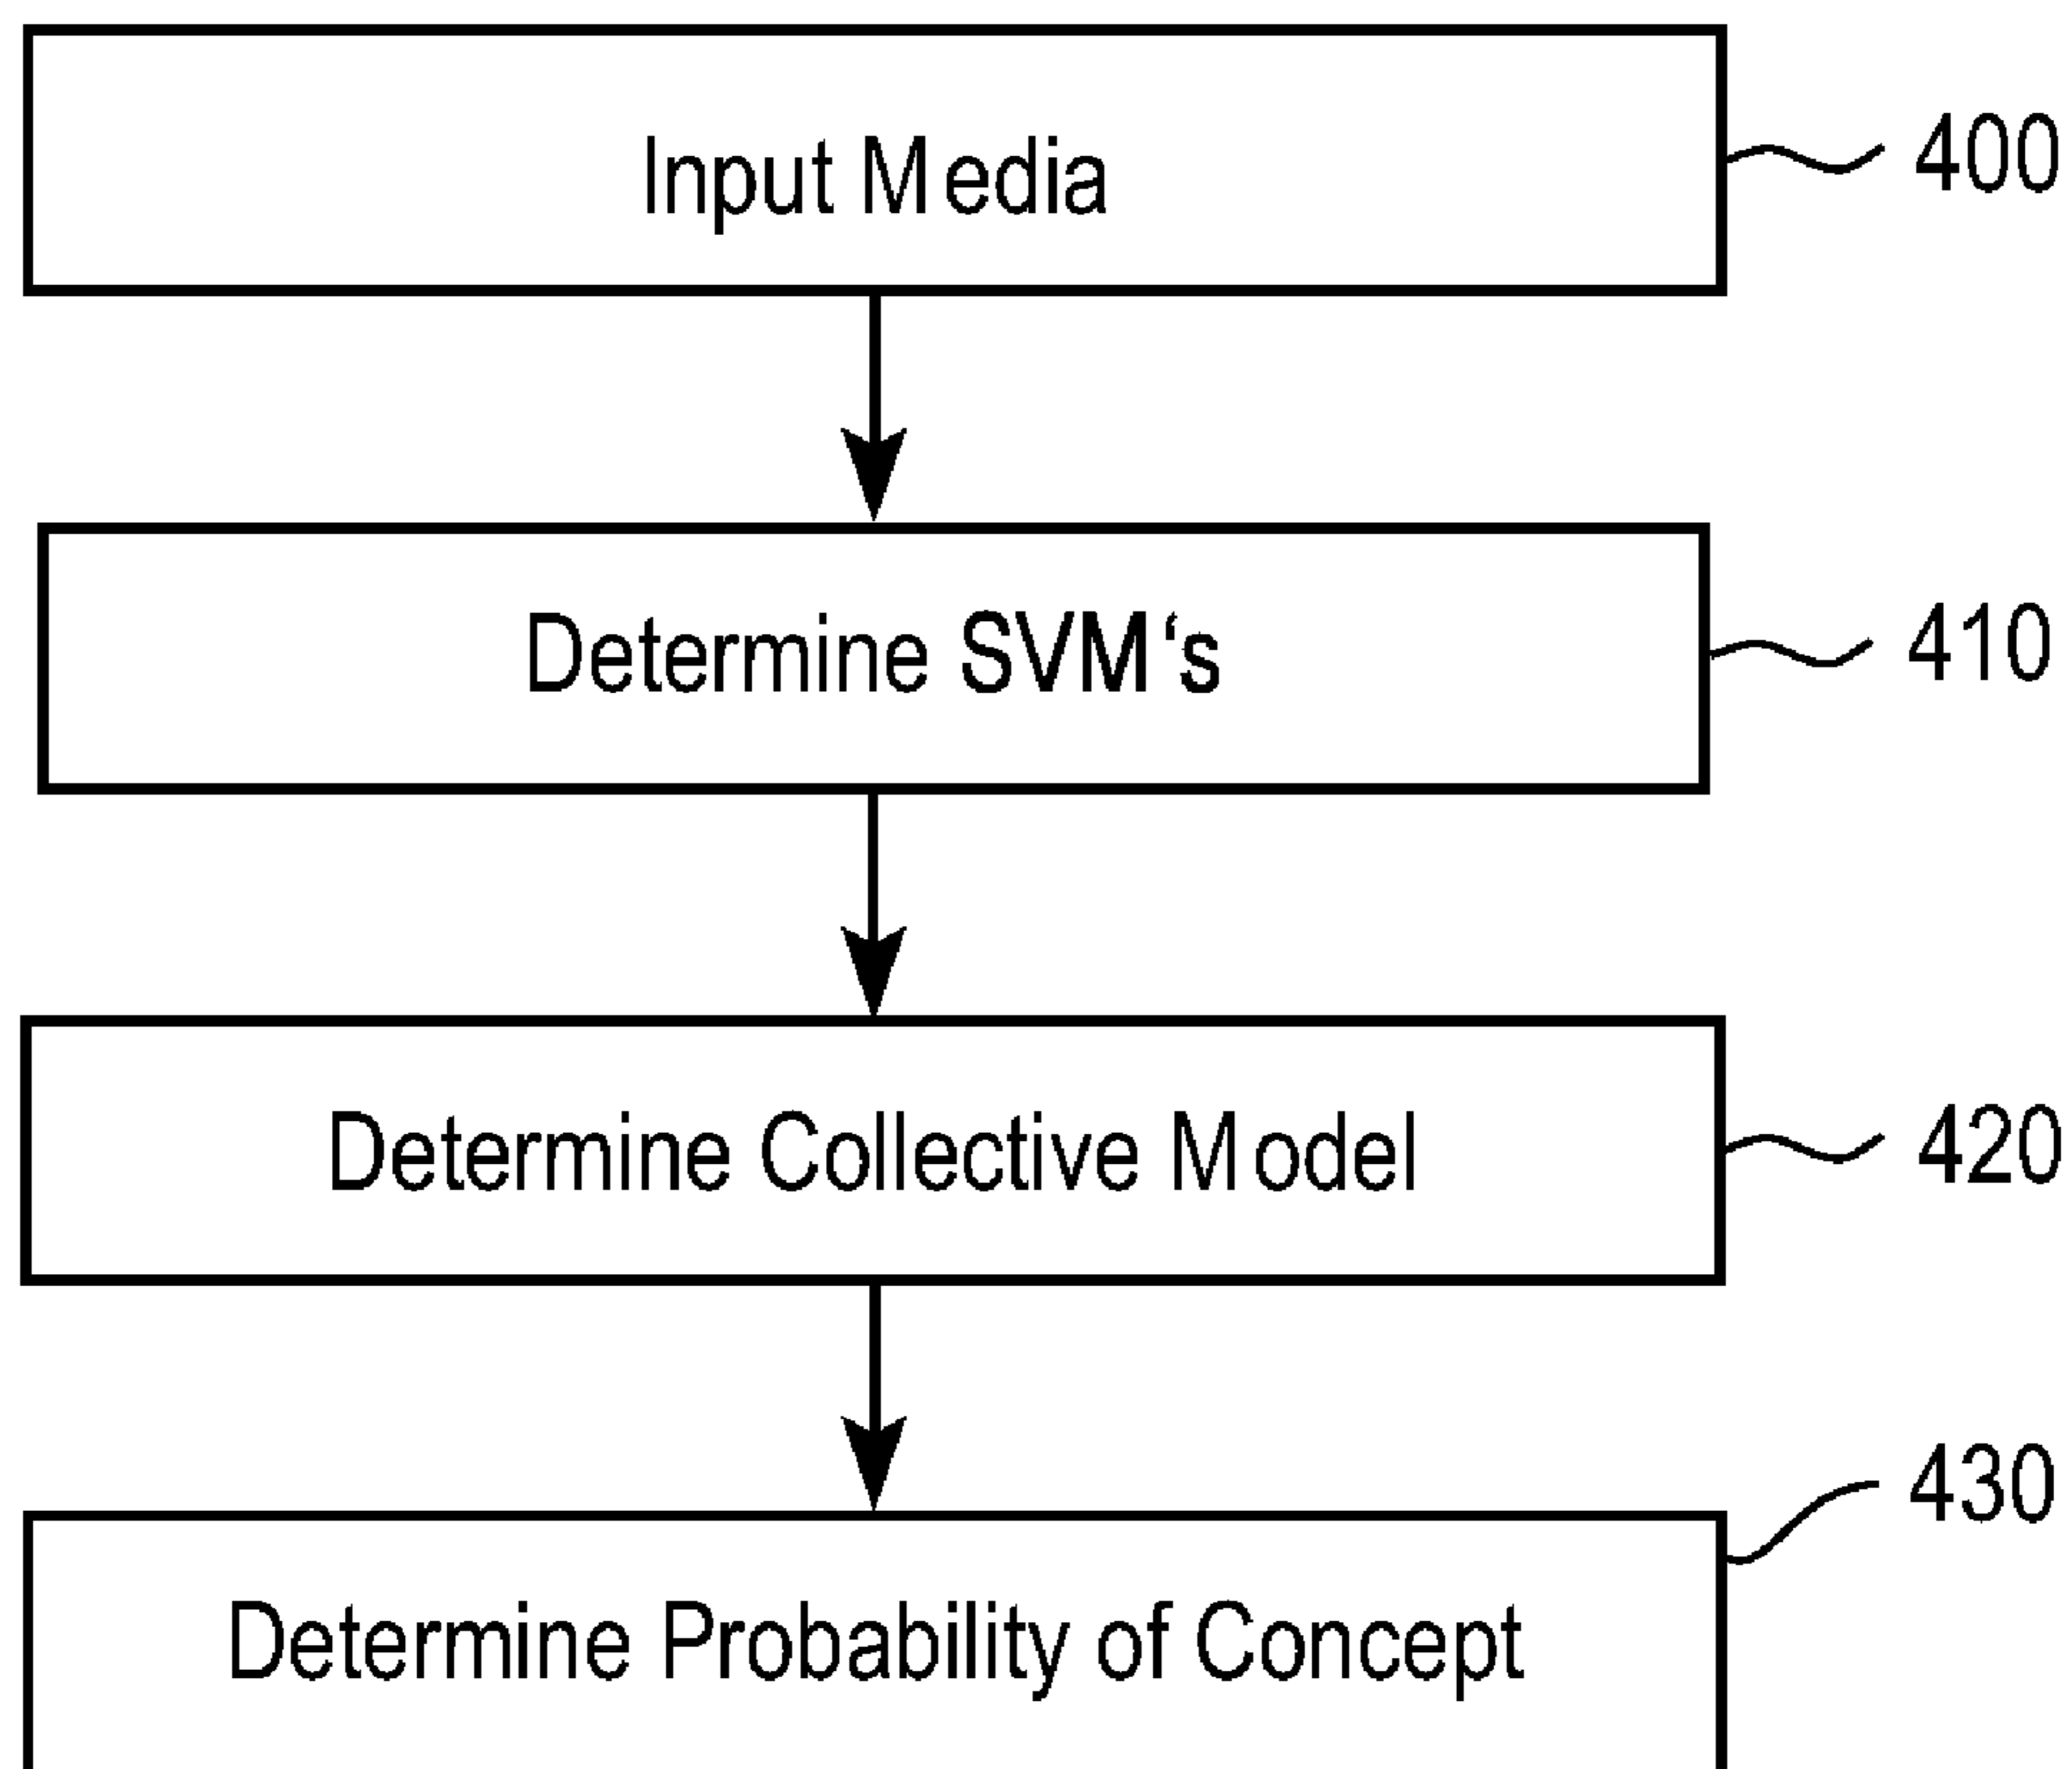 Input Media
400
Determine SVM‘s
410
Determine Collective Model
420
430
Determine Probability of Concept